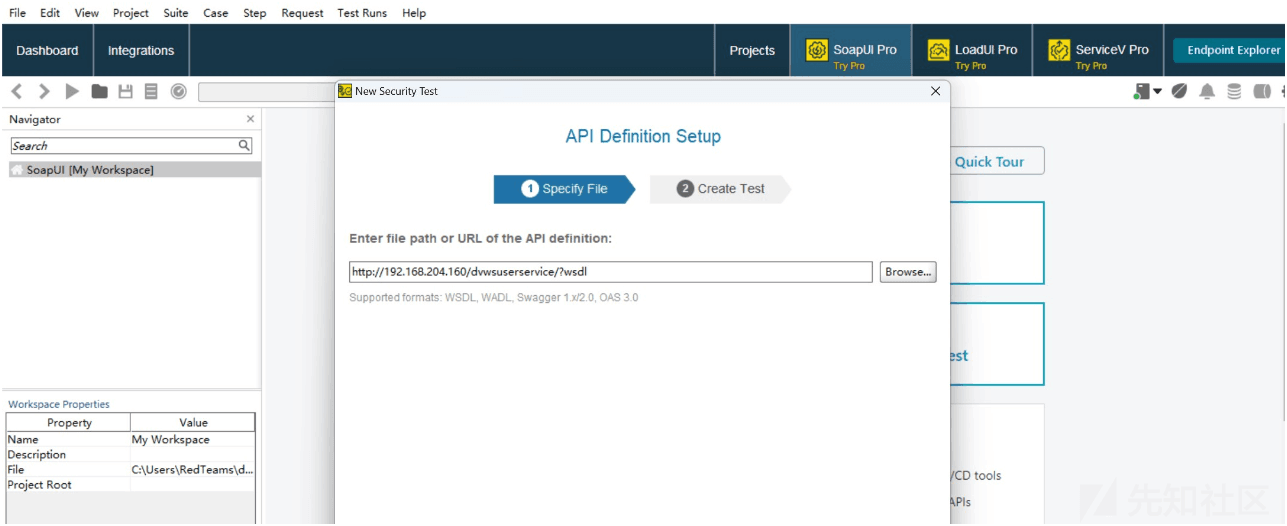 File Edit View Project Suite Case Step Request Test Runs Help
Dashboard Integrations Projects SoapUI Pro LoadUI Pro ServiceV Pro Endpoint Explorer
Try Pro Try Pro Try Pro
New Security Test
Navigator
Search
SoapUI [My Workspace]
API Definition Setup
1 Specify File 2 Create Test
Enter file path or URL of the API definition:
http://192.168.204.160/dvwsuserservice/?wsdl Browse...
Supported formats: WSDL, WADL, Swagger 1.x/2.0, OAS 3.0
Quick Tour
est
Workspace Properties
Property Value
Name My Workspace
Description
File C:\Users\RedTeams\d...
Project Root
/CD tools
APIs
先知社区